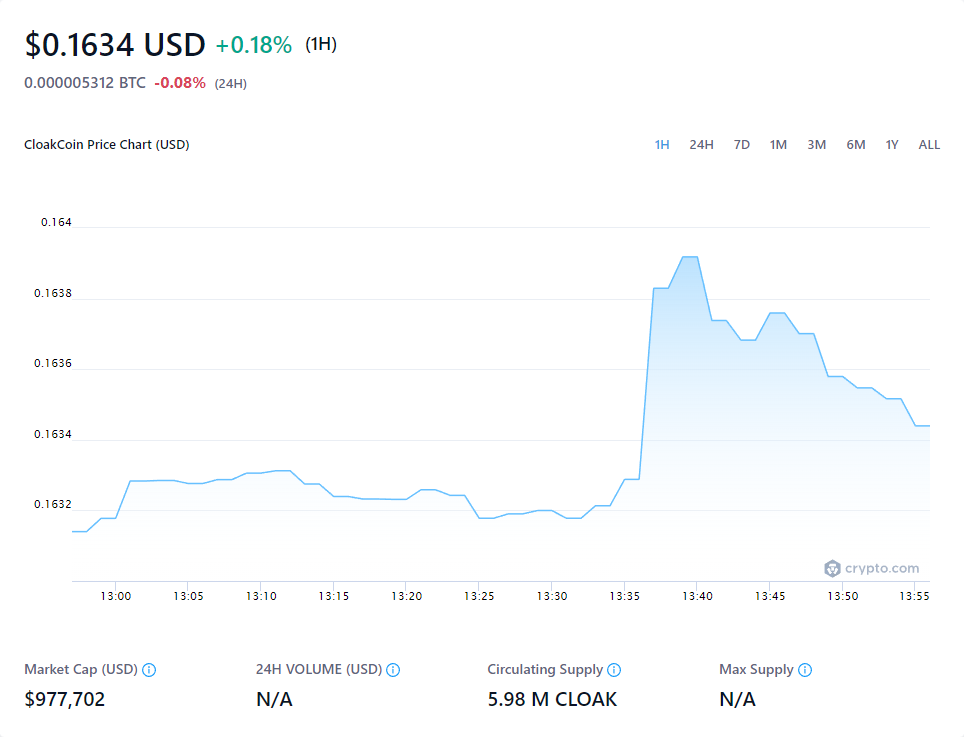 $0.1634 USD +0.18% (1H)
0.000005312 BTC -0.08% (24H)
CloakCoin Price Chart (USD) 1H 24H 7D 1M 3M 6M 1Y ALL
0.164
0.1638
0.1636
0.1634
0.1632
crypto.com
13:00 13:05 13:10 13:15 13:20 13:25 13:30 13:35 13:40 13:45 13:50 13:55
Market Cap (USD) 24H VOLUME (USD) Circulating Supply Max Supply
$977,702 N/A 5.98 M CLOAK N/A